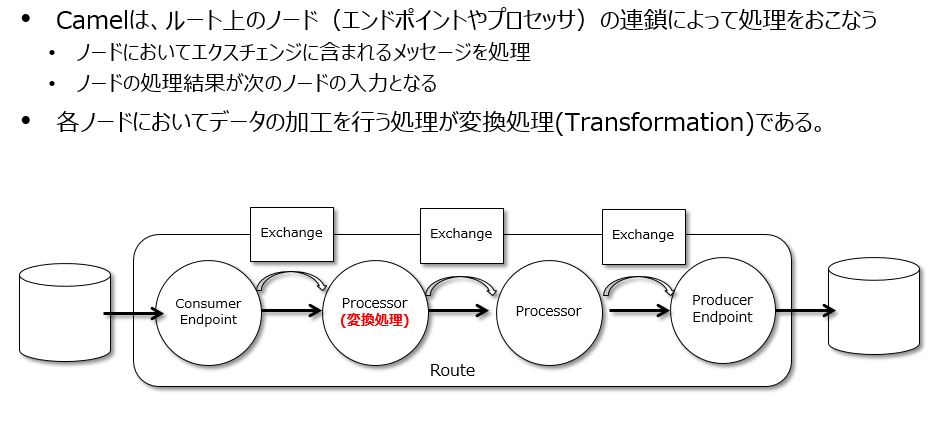 • Camelは、ルート上のノード（エンドポイントやプロセッサ）の連鎖によって処理をおこなう
• ノードにおいてエクスチェンジに含まれるメッセージを処理
• ノードの処理結果が次のノードの入力となる
• 各ノードにおいてデータの加工を行う処理が変換処理(Transformation)である。
Exchange
Exchange
Exchange
Consumer
Endpoint
Processor
(変換処理)
Processor
Producer
Endpoint
Route